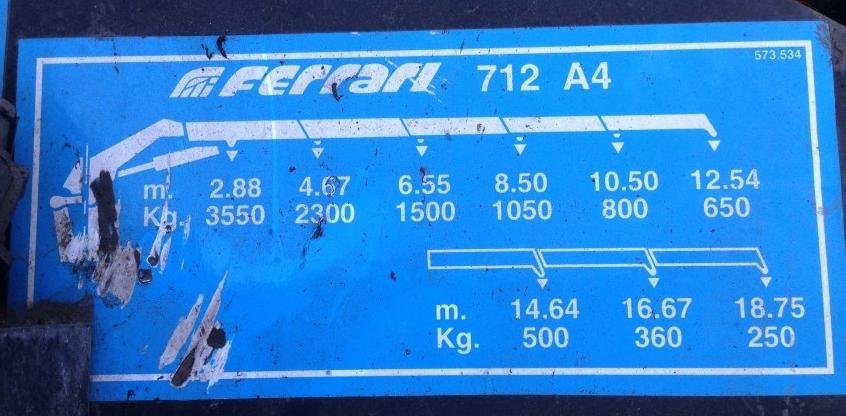 573.534
FERRARI 712 A4
m. 2.88 4.67 6.55 8.50 10.50 12.54
Kg. 3550 2300 1500 1050 800 650
m. 14.64 16.67 18.75
Kg. 500 360 250